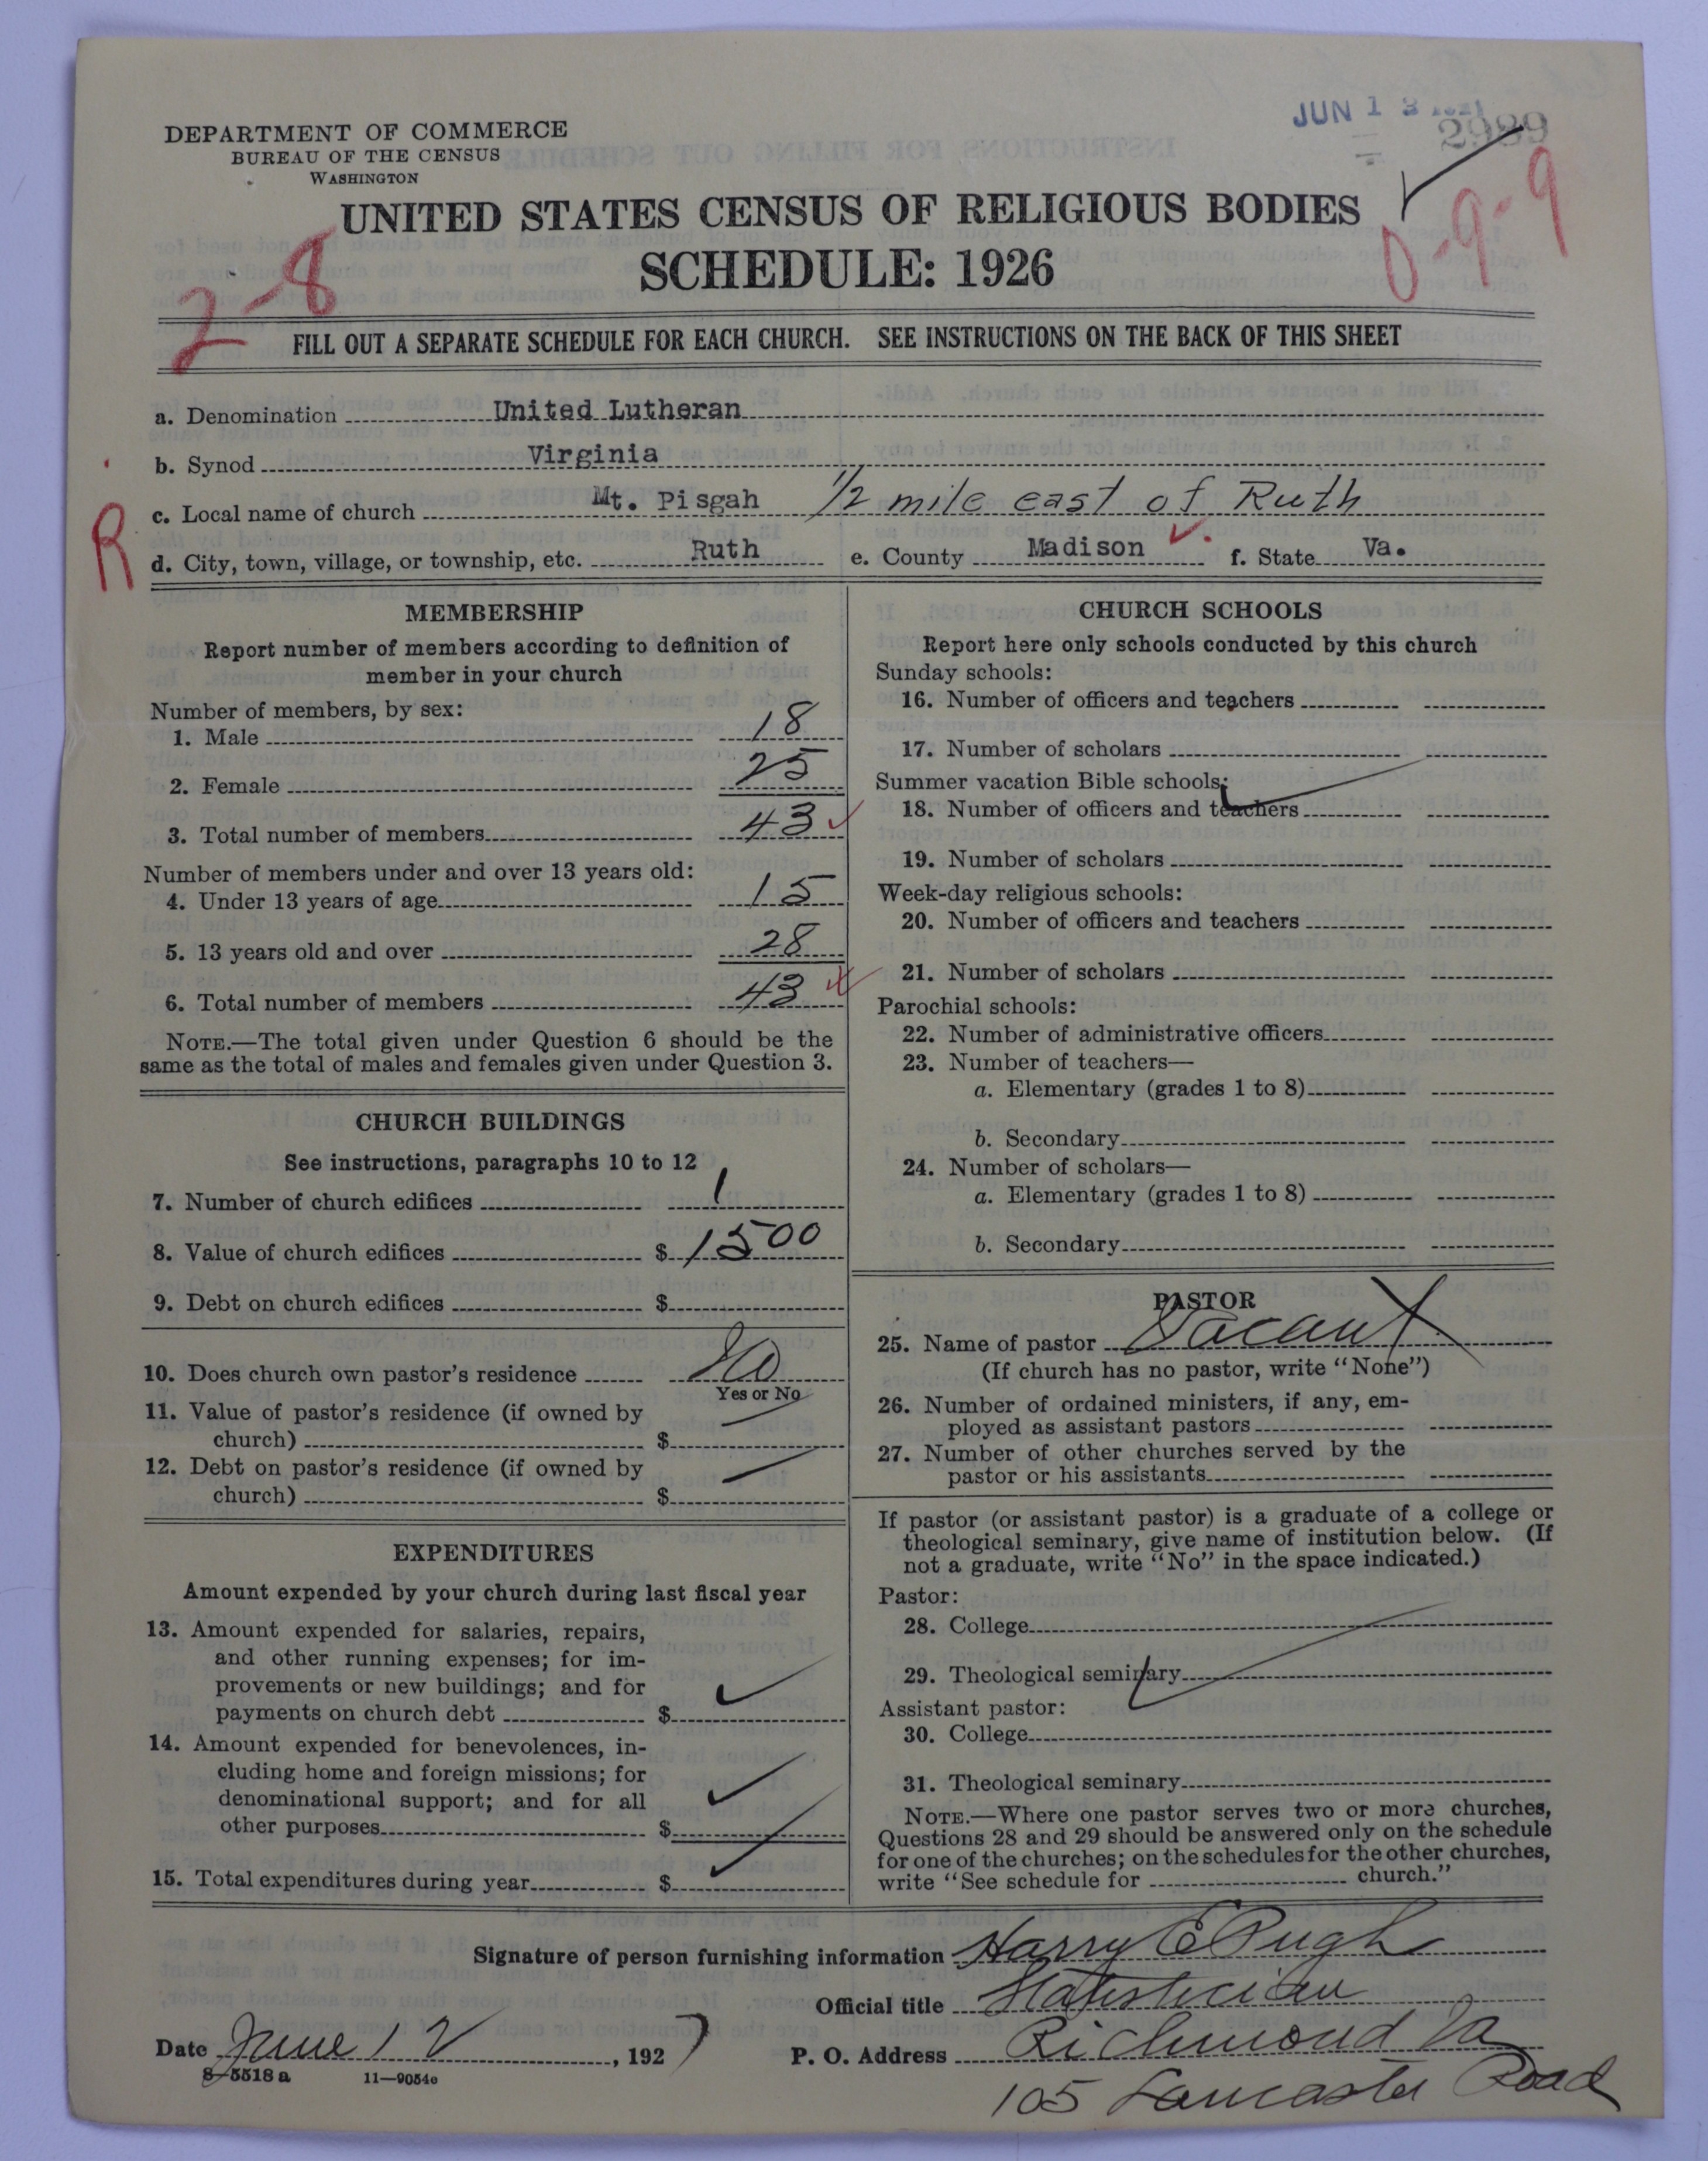 JUN 13 1927
2989
DEPARTMENT OF COMMERCE
BUREAU OF THE CENSUS
WASHINGTON
UNITED STATES CENSUS OF RELIGIOUS BODIES
SCHEDULE: 1926
2-8
0-9-9
FILL OUT A SEPARATE SCHEDULE FOR EACH CHURCH. SEE INSTRUCTIONS ON THE BACK OF THIS SHEET
a. Denomination United Lutheran
b. Synod Virginia
c. Local name of church Mt. Pisgah 1/2 mile east of Ruth
R
d. City, town, village, or township, etc. Ruth e. County Madison f. State Va.
MEMBERSHIP
Report number of members according to definition of
member in your church
Number of members, by sex:
1. Male 18
2. Female 25
3. Total number of members 43
Number of members under and over 13 years old:
4. Under 13 years of age 15
5. 13 years old and over 28
6. Total number of members 43
NOTE.—The total given under Question 6 should be the
same as the total of males and females given under Question 3.
CHURCH BUILDINGS
See instructions, paragraphs 10 to 12
7. Number of church edifices 1
8. Value of church edifices $ 1500
9. Debt on church edifices $
10. Does church own pastor's residence No
Yes or No
11. Value of pastor's residence (if owned by
church) $
12. Debt on pastor's residence (if owned by
church) $
EXPENDITURES
Amount expended by your church during last fiscal year
13. Amount expended for salaries, repairs,
and other running expenses; for im-
provements or new buildings; and for
payments on church debt $
14. Amount expended for benevolences, in-
cluding home and foreign missions; for
denominational support; and for all
other purposes $
15. Total expenditures during year $
CHURCH SCHOOLS
Report here only schools conducted by this church
Sunday schools:
16. Number of officers and teachers
17. Number of scholars
Summer vacation Bible schools:
18. Number of officers and teachers
19. Number of scholars
Week-day religious schools:
20. Number of officers and teachers
21. Number of scholars
Parochial schools:
22. Number of administrative officers
23. Number of teachers—
a. Elementary (grades 1 to 8)
b. Secondary
24. Number of scholars—
a. Elementary (grades 1 to 8)
b. Secondary
PASTOR
25. Name of pastor Vacant
(If church has no pastor, write "None")
26. Number of ordained ministers, if any, em-
ployed as assistant pastors
27. Number of other churches served by the
pastor or his assistants
If pastor (or assistant pastor) is a graduate of a college or
theological seminary, give name of institution below. (If
not a graduate, write "No" in the space indicated.)
Pastor:
28. College
29. Theological seminary
Assistant pastor:
30. College
31. Theological seminary
NOTE.—Where one pastor serves two or more churches,
Questions 28 and 29 should be answered only on the schedule
for one of the churches; on the schedules for the other churches,
write "See schedule for church."
Signature of person furnishing information Harry E Pugh
Official title Statistician
Date June 12, 1927 P. O. Address Richmond Va
8-5518 a 11—9054c
105 Lancaster Road